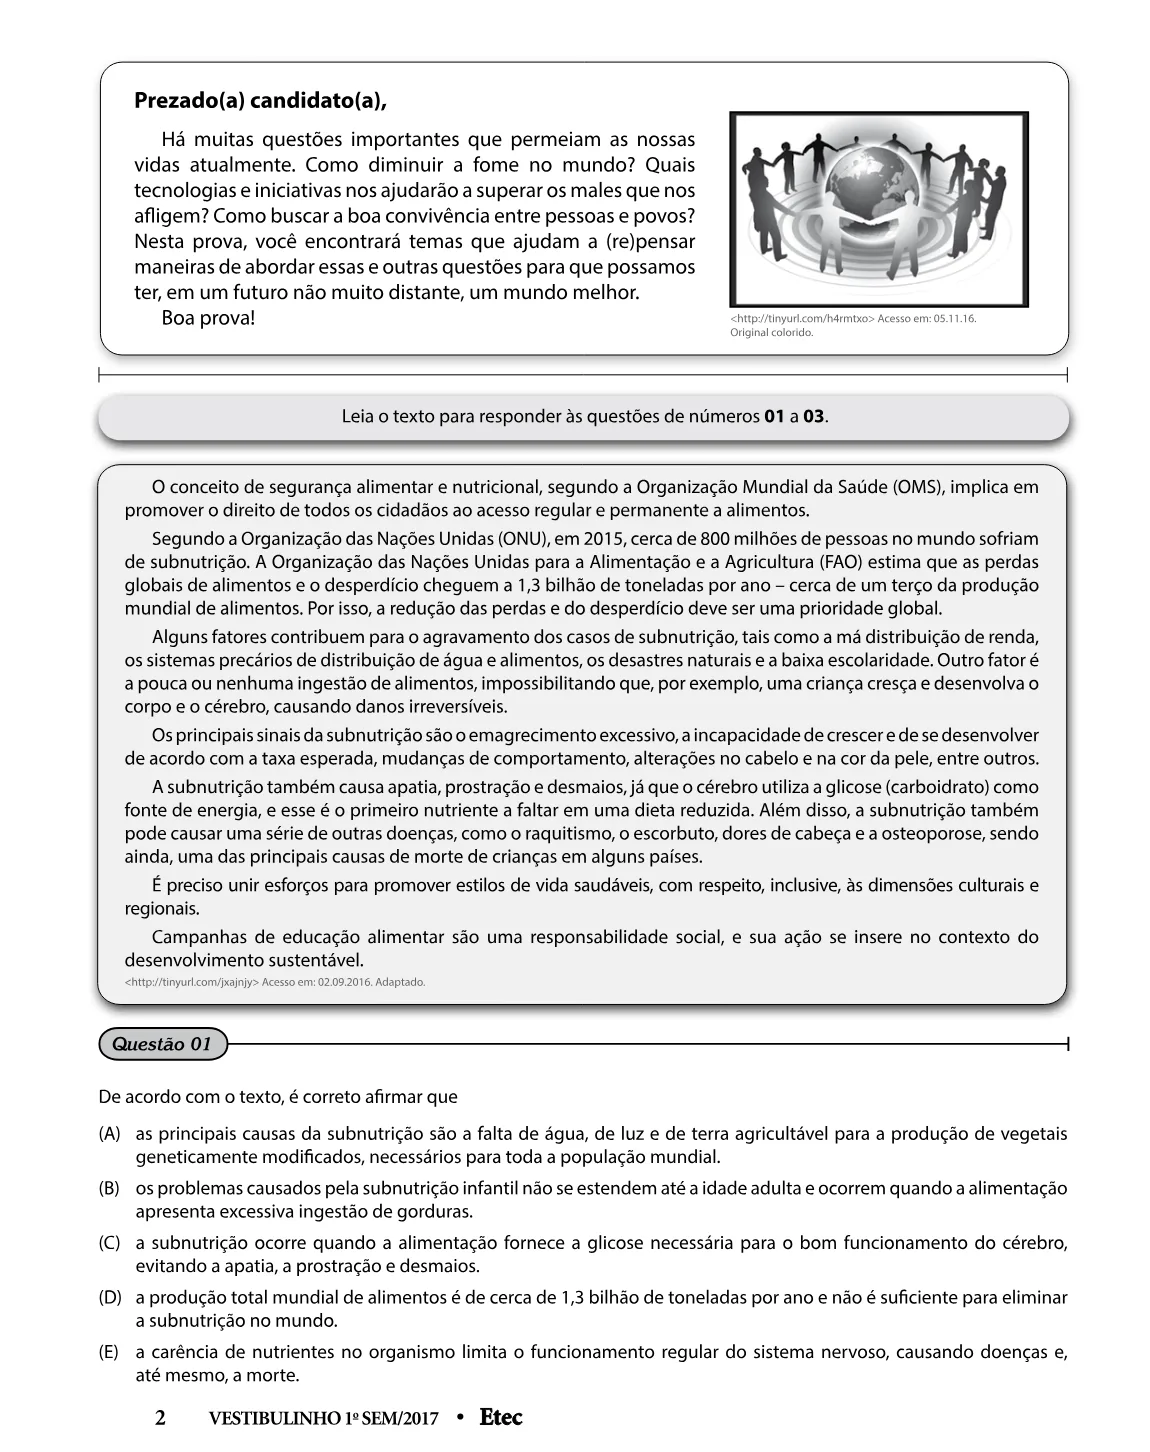 Prezado(a) candidato(a),
Há muitas questões importantes que permeiam as nossas
vidas atualmente. Como diminuir a fome no mundo? Quais
tecnologias e iniciativas nos ajudarão a superar os males que nos
afligem? Como buscar a boa convivência entre pessoas e povos?
Nesta prova, você encontrará temas que ajudam a (re)pensar
maneiras de abordar essas e outras questões para que possamos
ter, em um futuro não muito distante, um mundo melhor.
Boa prova!
<http://tinyurl.com/h4rmtxo> Acesso em: 05.11.16.
Original colorido.
Leia o texto para responder às questões de números 01 a 03.
O conceito de segurança alimentar e nutricional, segundo a Organização Mundial da Saúde (OMS), implica em
promover o direito de todos os cidadãos ao acesso regular e permanente a alimentos.
Segundo a Organização das Nações Unidas (ONU), em 2015, cerca de 800 milhões de pessoas no mundo sofriam
de subnutrição. A Organização das Nações Unidas para a Alimentação e a Agricultura (FAO) estima que as perdas
globais de alimentos e o desperdício cheguem a 1,3 bilhão de toneladas por ano – cerca de um terço da produção
mundial de alimentos. Por isso, a redução das perdas e do desperdício deve ser uma prioridade global.
Alguns fatores contribuem para o agravamento dos casos de subnutrição, tais como a má distribuição de renda,
os sistemas precários de distribuição de água e alimentos, os desastres naturais e a baixa escolaridade. Outro fator é
a pouca ou nenhuma ingestão de alimentos, impossibilitando que, por exemplo, uma criança cresça e desenvolva o
corpo e o cérebro, causando danos irreversíveis.
Os principais sinais da subnutrição são o emagrecimento excessivo, a incapacidade de crescer e de se desenvolver
de acordo com a taxa esperada, mudanças de comportamento, alterações no cabelo e na cor da pele, entre outros.
A subnutrição também causa apatia, prostração e desmaios, já que o cérebro utiliza a glicose (carboidrato) como
fonte de energia, e esse é o primeiro nutriente a faltar em uma dieta reduzida. Além disso, a subnutrição também
pode causar uma série de outras doenças, como o raquitismo, o escorbuto, dores de cabeça e a osteoporose, sendo
ainda, uma das principais causas de morte de crianças em alguns países.
É preciso unir esforços para promover estilos de vida saudáveis, com respeito, inclusive, às dimensões culturais e
regionais.
Campanhas de educação alimentar são uma responsabilidade social, e sua ação se insere no contexto do
desenvolvimento sustentável.
<http://tinyurl.com/jxajnjy> Acesso em: 02.09.2016. Adaptado.
Questão 01
De acordo com o texto, é correto afirmar que
(A) as principais causas da subnutrição são a falta de água, de luz e de terra agricultável para a produção de vegetais
geneticamente modificados, necessários para toda a população mundial.
(B) os problemas causados pela subnutrição infantil não se estendem até a idade adulta e ocorrem quando a alimentação
apresenta excessiva ingestão de gorduras.
(C) a subnutrição ocorre quando a alimentação fornece a glicose necessária para o bom funcionamento do cérebro,
evitando a apatia, a prostração e desmaios.
(D) a produção total mundial de alimentos é de cerca de 1,3 bilhão de toneladas por ano e não é suficiente para eliminar
a subnutrição no mundo.
(E) a carência de nutrientes no organismo limita o funcionamento regular do sistema nervoso, causando doenças e,
até mesmo, a morte.
2 VESTIBULINHO 1º SEM/2017 • Etec